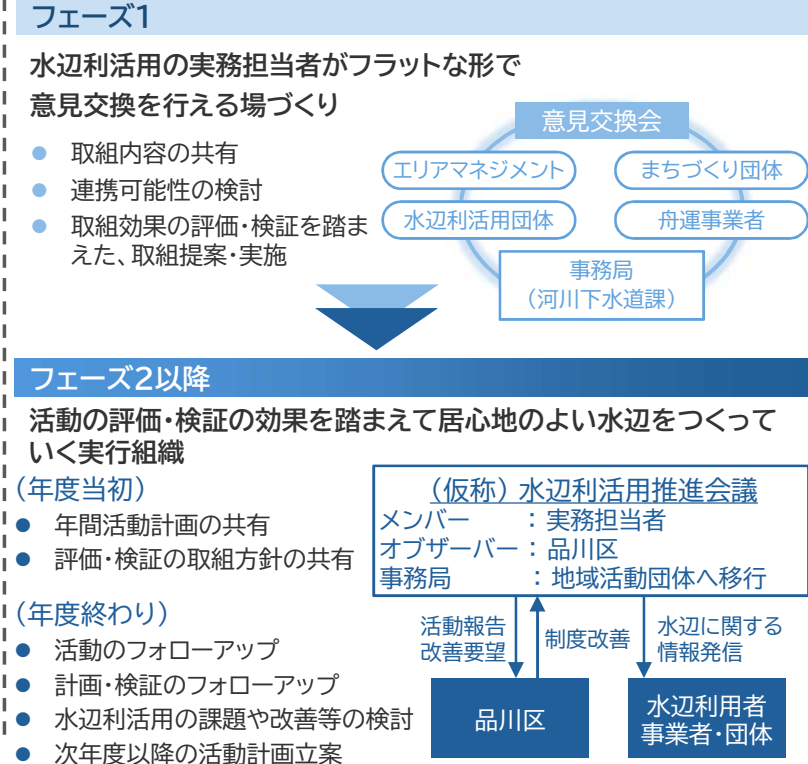 フェーズ1
水辺利活用の実務担当者がフラットな形で
意見交換を行える場づくり
● 取組内容の共有
● 連携可能性の検討
● 取組効果の評価・検証を踏ま
えた、取組提案・実施
意見交換会
エリアマネジメント
まちづくり団体
水辺利活用団体
舟運事業者
事務局
（河川下水道課）
フェーズ2以降
活動の評価・検証の効果を踏まえて居心地のよい水辺をつくって
いく実行組織
（年度当初）
● 年間活動計画の共有
● 評価・検証の取組方針の共有
（年度終わり）
● 活動のフォローアップ
● 計画・検証のフォローアップ
● 水辺利活用の課題や改善等の検討
● 次年度以降の活動計画立案
（仮称）水辺利活用推進会議
メンバー　　：実務担当者
オブザーバー：品川区
事務局　　　：地域活動団体へ移行
活動報告
改善要望
制度改善
水辺に関する
情報発信
品川区
水辺利用者
事業者・団体